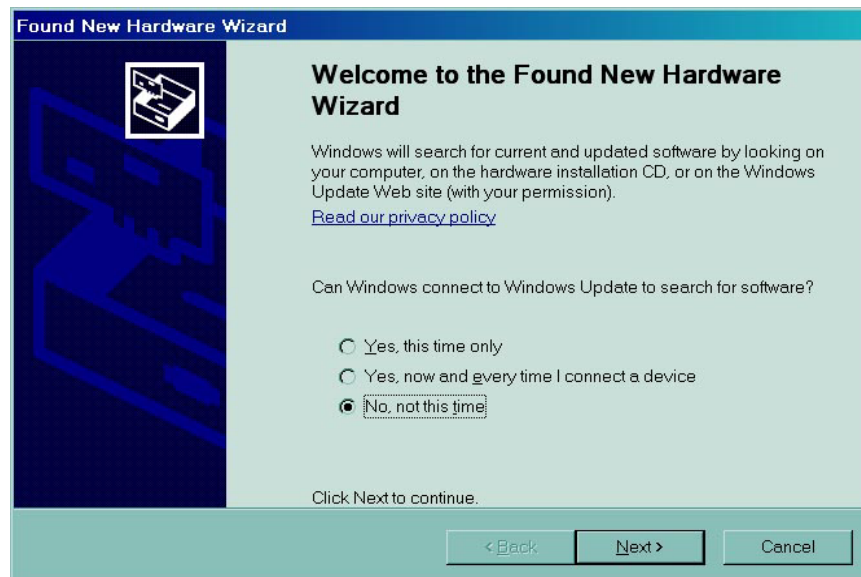 Found New Hardware Wizard
Welcome to the Found New Hardware
Wizard
Windows will search for current and updated software by looking on
your computer, on the hardware installation CD, or on the Windows
Update Web site (with your permission).
Read our privacy policy
Can Windows connect to Windows Update to search for software?
Yes, this time only
Yes, now and every time I connect a device
No, not this time
Click Next to continue.
< Back
Next >
Cancel